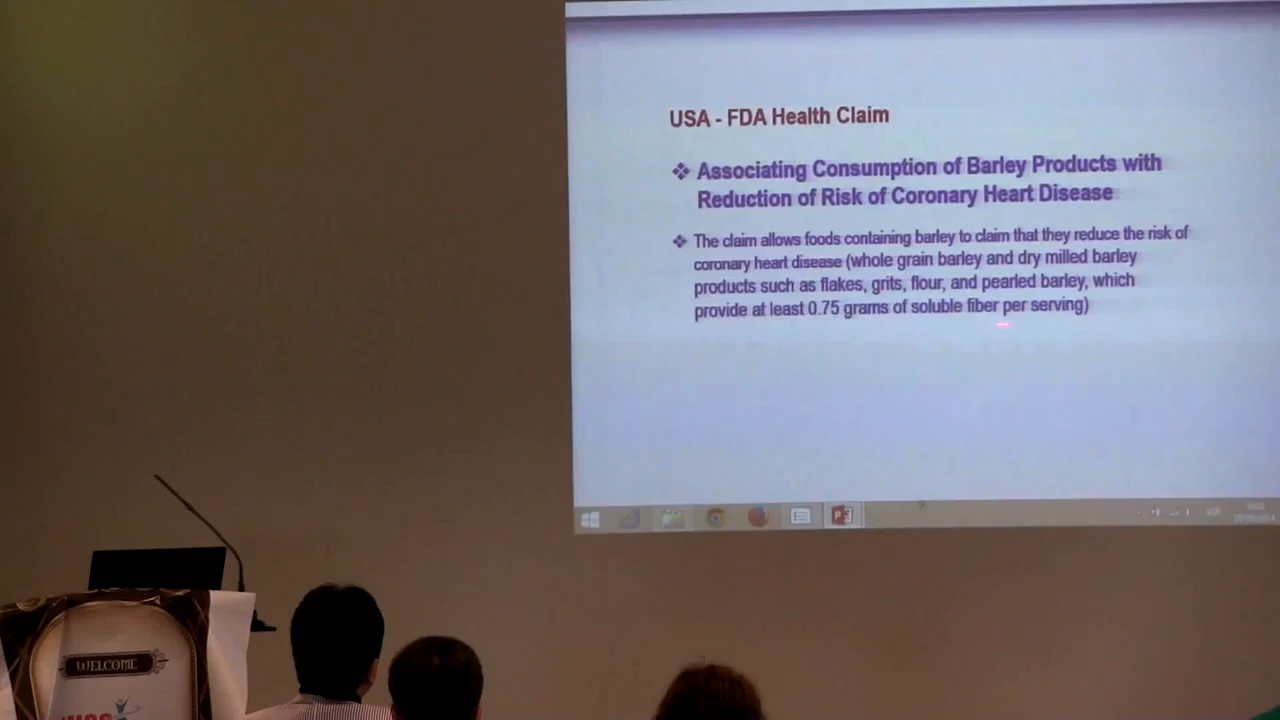 USA - FDA Health Claim
❖ Associating Consumption of Barley Products with
Reduction of Risk of Coronary Heart Disease
❖ The claim allows foods containing barley to claim that they reduce the risk of
coronary heart disease (whole grain barley and dry milled barley
products such as flakes, grits, flour, and pearled barley, which
provide at least 0.75 grams of soluble fiber per serving)
WELCOME